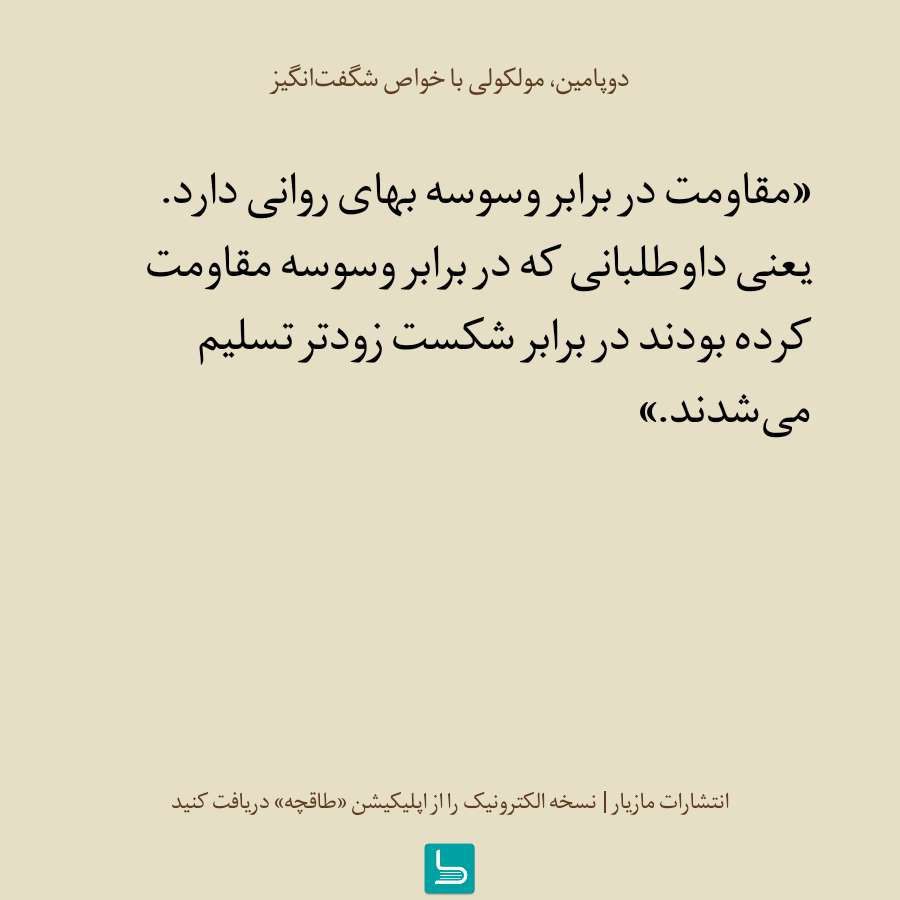 دوپامین، مولکولی با خواص شگفت‌انگیز
«مقاومت در برابر وسوسه بهای روانی دارد.
یعنی داوطلبانی که در برابر وسوسه مقاومت
کرده بودند در برابر شکست زودتر تسلیم
می‌شدند.»
انتشارات مازیار | نسخه الکترونیک را از اپلیکیشن «طاقچه» دریافت کنید